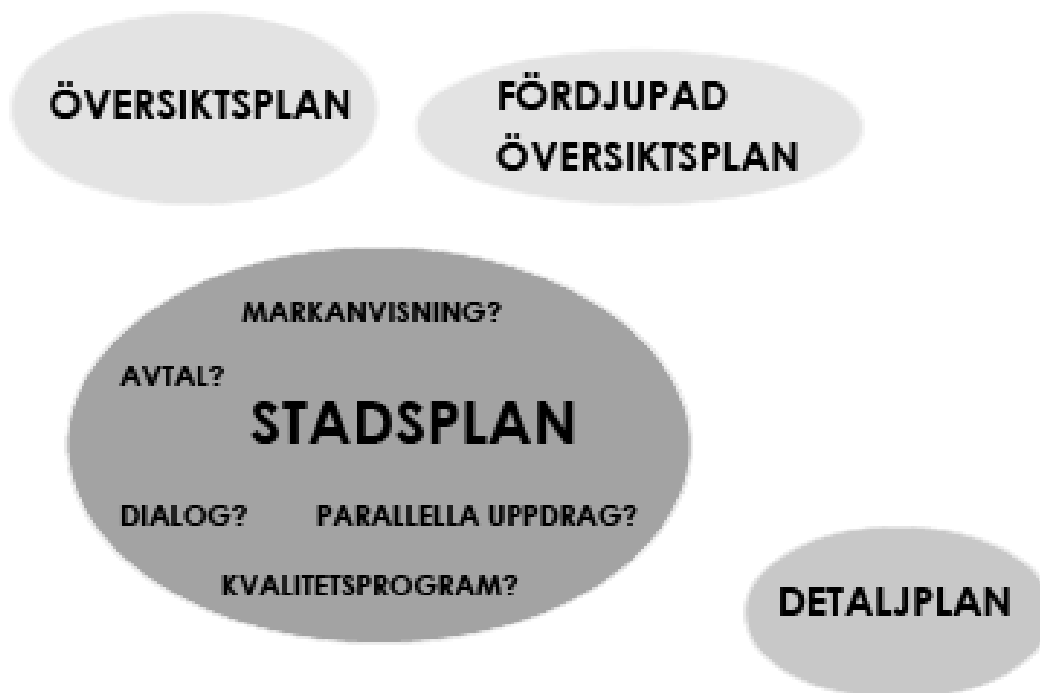 ÖVERSIKTSPLAN
FÖRDJUPAD
ÖVERSIKTSPLAN
MARKANVISNING?
AVTAL?
STADSPLAN
DIALOG? PARALLELLA UPPDRAG?
KVALITETSPROGRAM?
DETALJPLAN